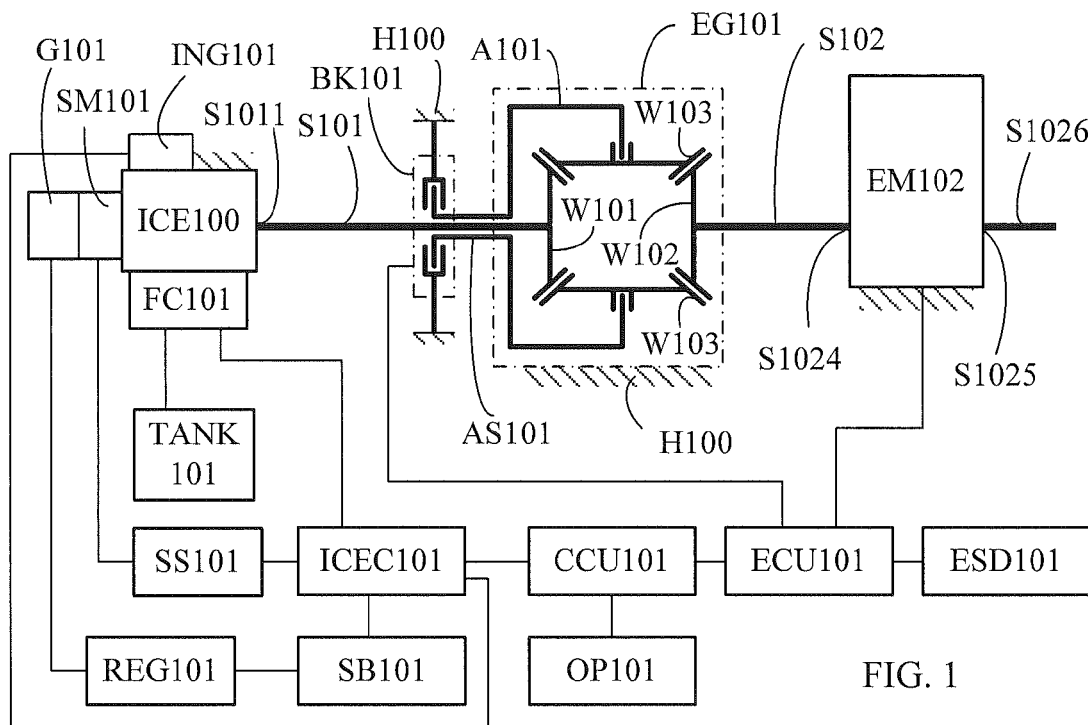 H100
G101
ING101
A101
EG101
S102
BK101
SM101
S1011
S101
W103
S1026
EM102
ICE100
W101
W102
FC101
W103
S1024
S1025
TANK
101
AS101
H100
SS101
ICEC101
CCU101
ECU101
ESD101
REG101
SB101
OP101
FIG. 1